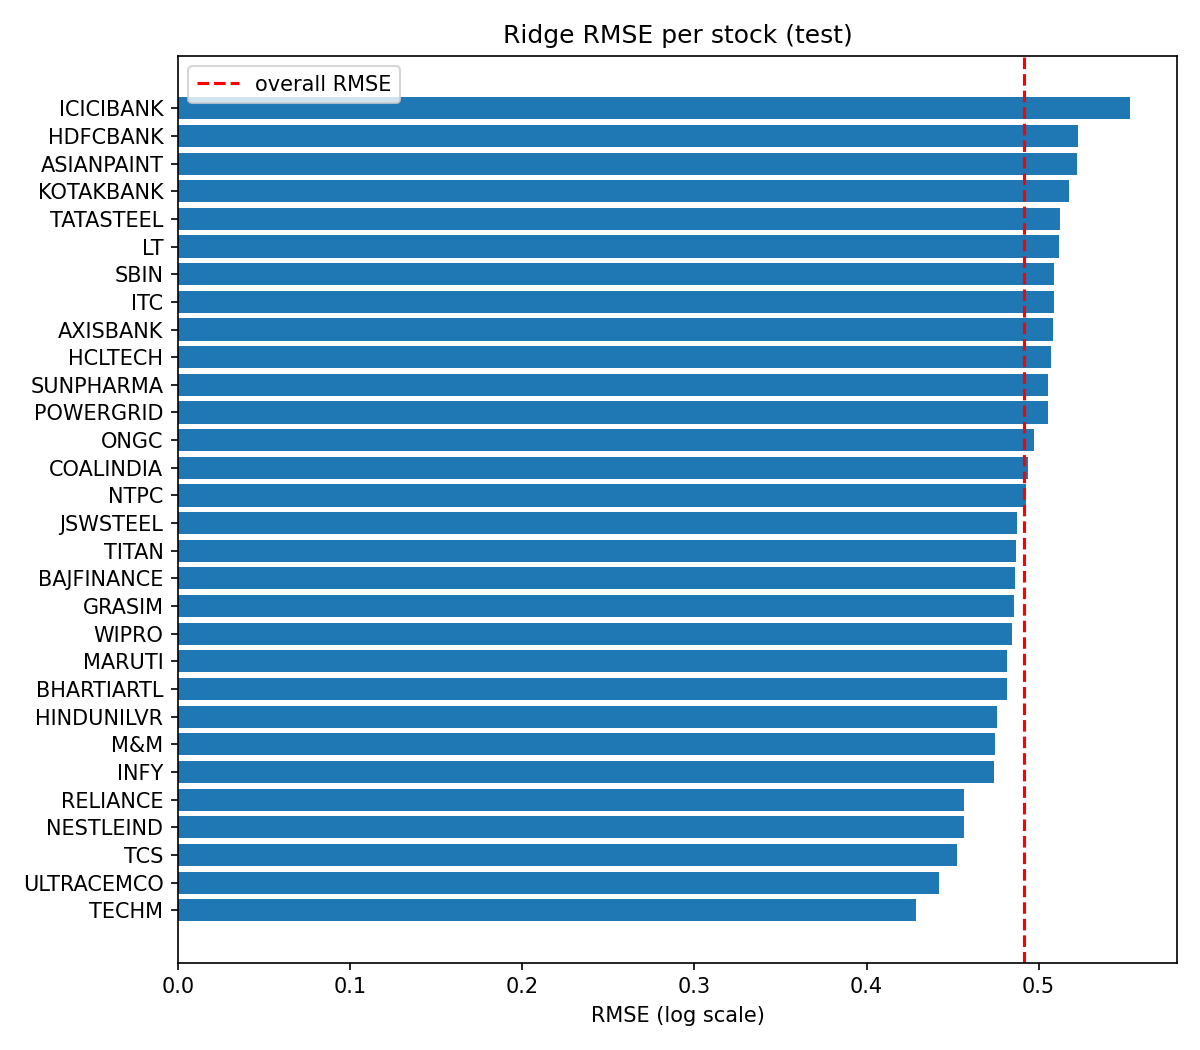 Ridge RMSE per stock (test)
overall RMSE
ICICIBANK
HDFCBANK
ASIANPAINT
KOTAKBANK
TATASTEEL
LT
SBIN
ITC
AXISBANK
HCLTECH
SUNPHARMA
POWERGRID
ONGC
COALINDIA
NTPC
JSWSTEEL
TITAN
BAJFINANCE
GRASIM
WIPRO
MARUTI
BHARTIARTL
HINDUNILVR
M&M
INFY
RELIANCE
NESTLEIND
TCS
ULTRACEMCO
TECHM
0.0 0.1 0.2 0.3 0.4 0.5
RMSE (log scale)